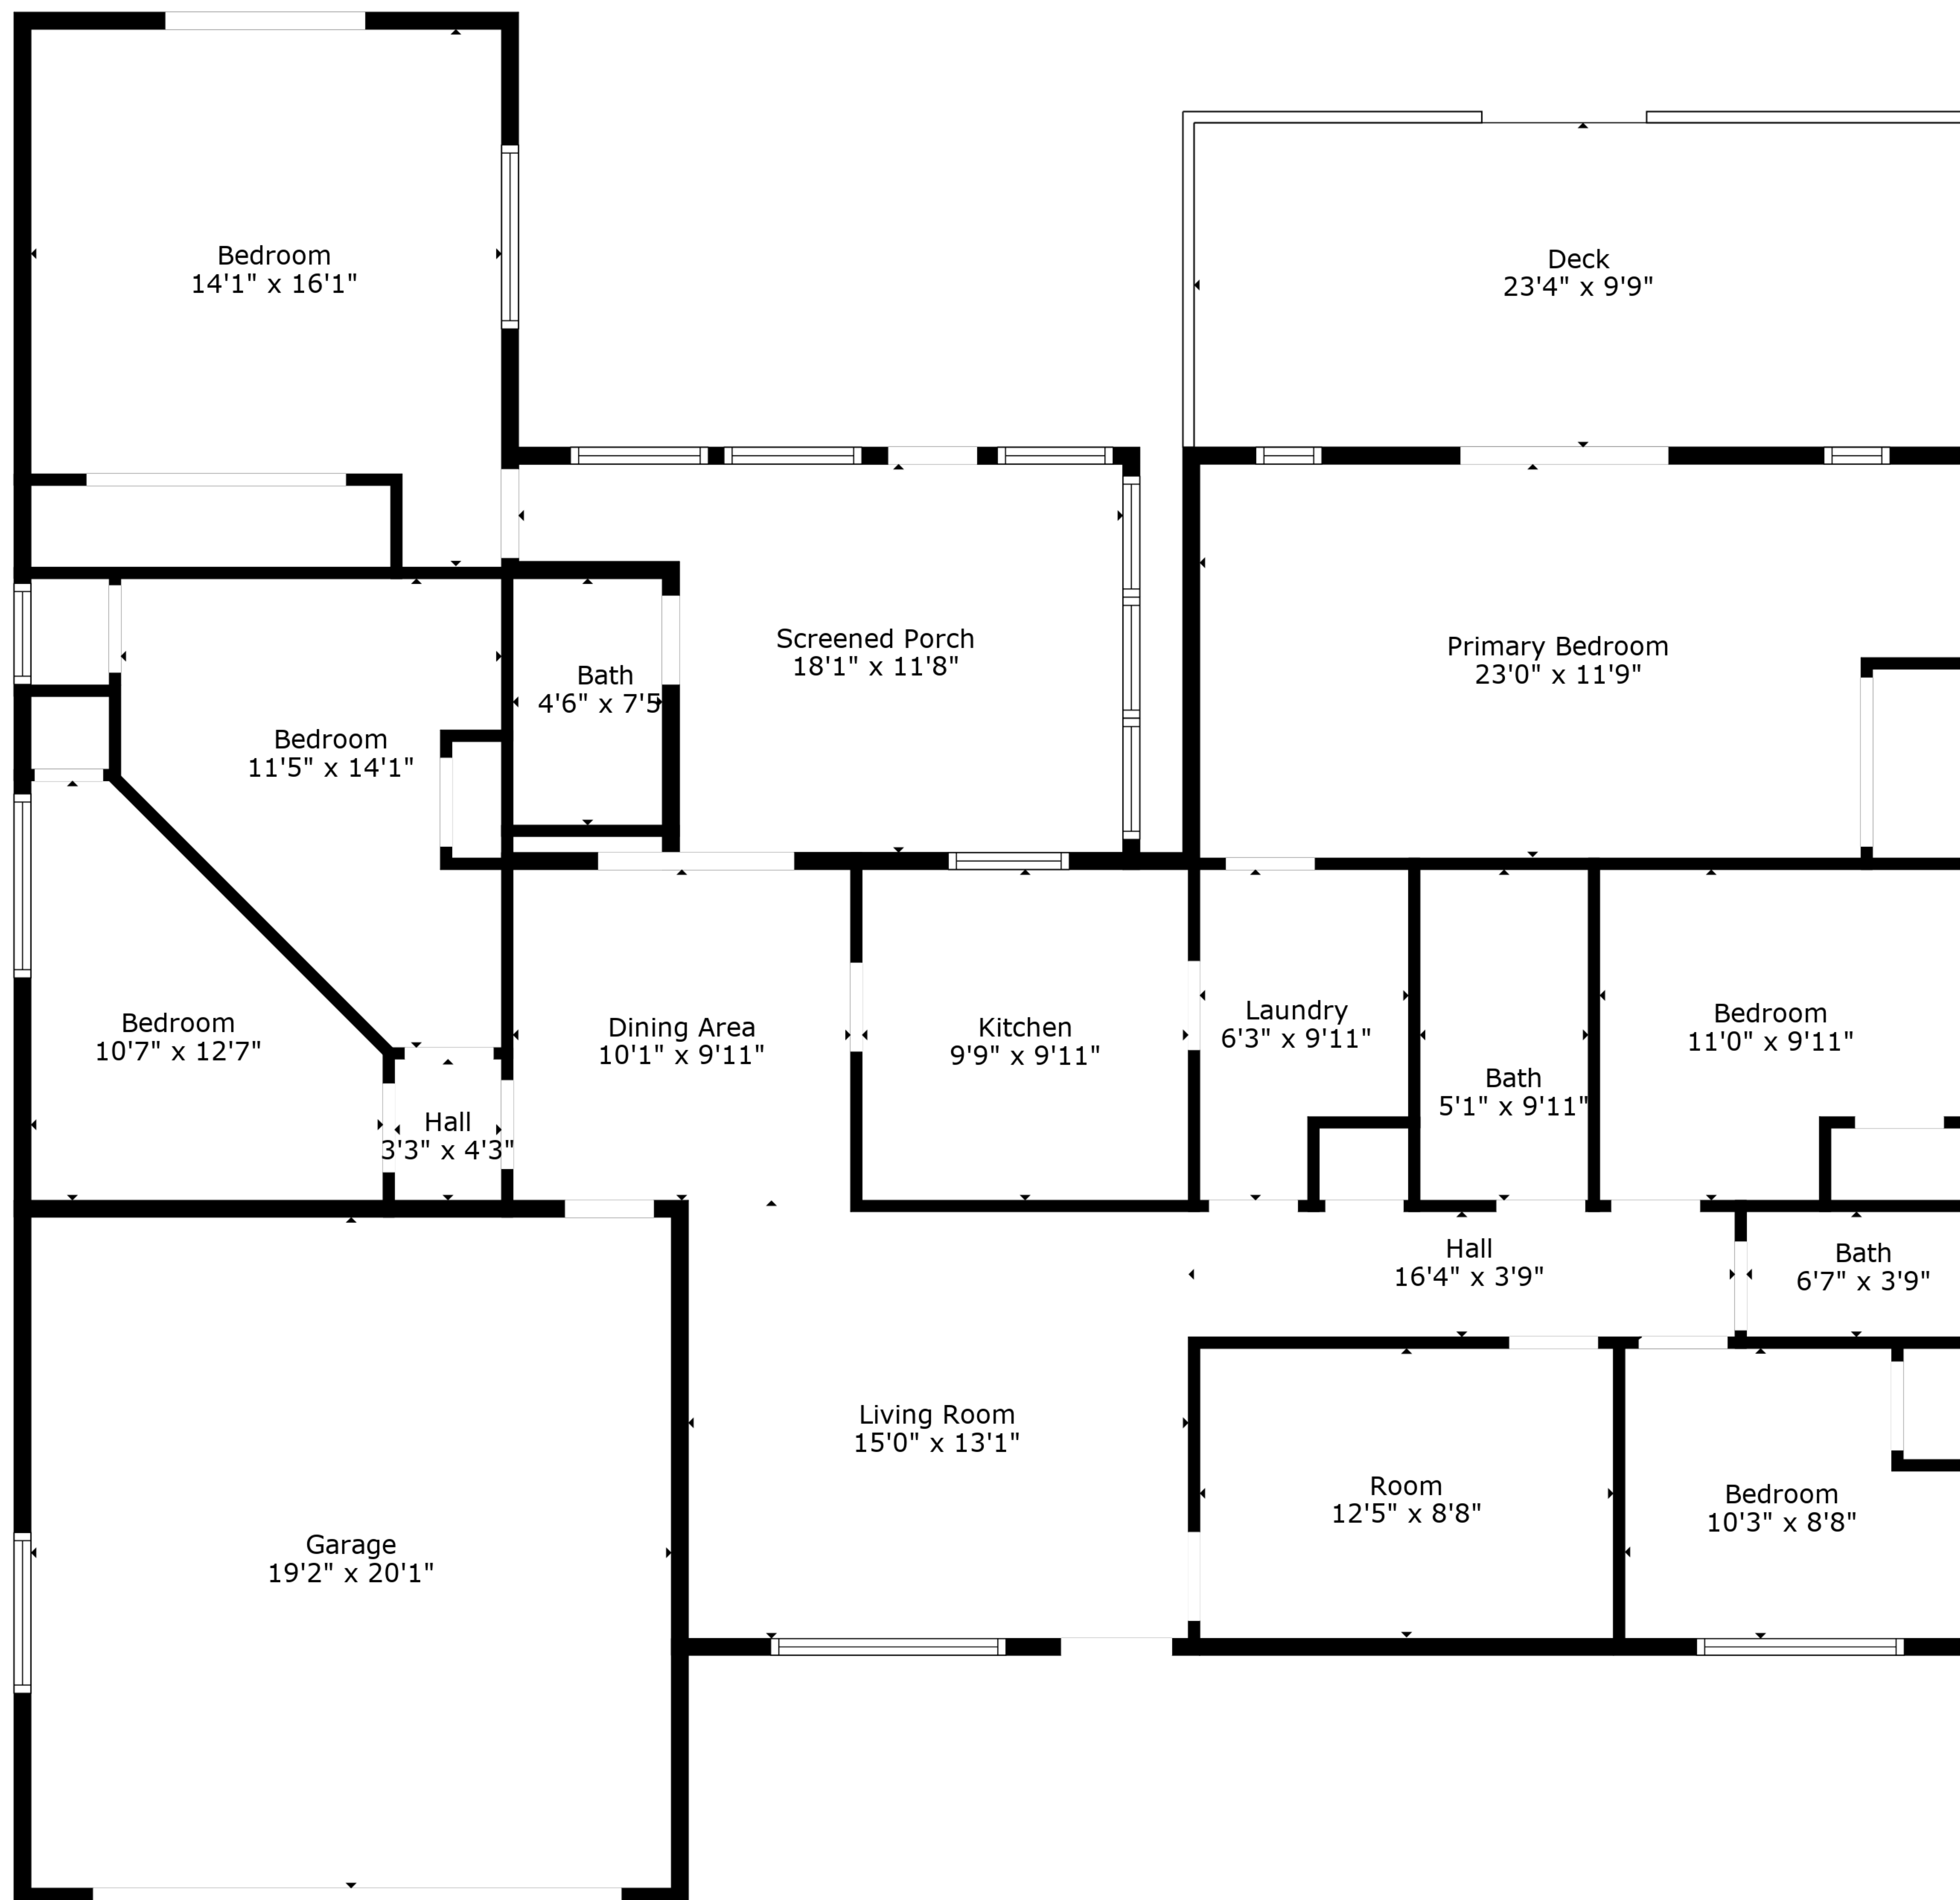 Bedroom
14'1" x 16'1"
Deck
23'4" x 9'9"
Screened Porch
18'1" x 11'8"
Primary Bedroom
23'0" x 11'9"
Bath
4'6" x 7'5
Bedroom
11'5" x 14'1"
Bedroom
10'7" x 12'7"
Hall
3'3" x 4'3"
Dining Area
10'1" x 9'11"
Kitchen
9'9" x 9'11"
Laundry
6'3" x 9'11"
Bath
5'1" x 9'11"
Bedroom
11'0" x 9'11"
Hall
16'4" x 3'9"
Bath
6'7" x 3'9"
Living Room
15'0" x 13'1"
Room
12'5" x 8'8"
Bedroom
10'3" x 8'8"
Garage
19'2" x 20'1"